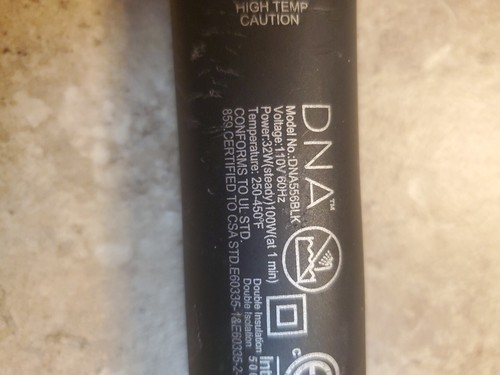 HIGH TEMP
CAUTION
DNA™
Model No.:DNA556BLK
Voltage:110V 60Hz
Power:32W(steady)100W(at 1 min)
Temperature: 250-450°F
CONFORMS TO UL STD.
859,CERTIFIED TO CSA STD.E60335-1&E60335-2-
Double Insulation
Double Isolation
Int
C